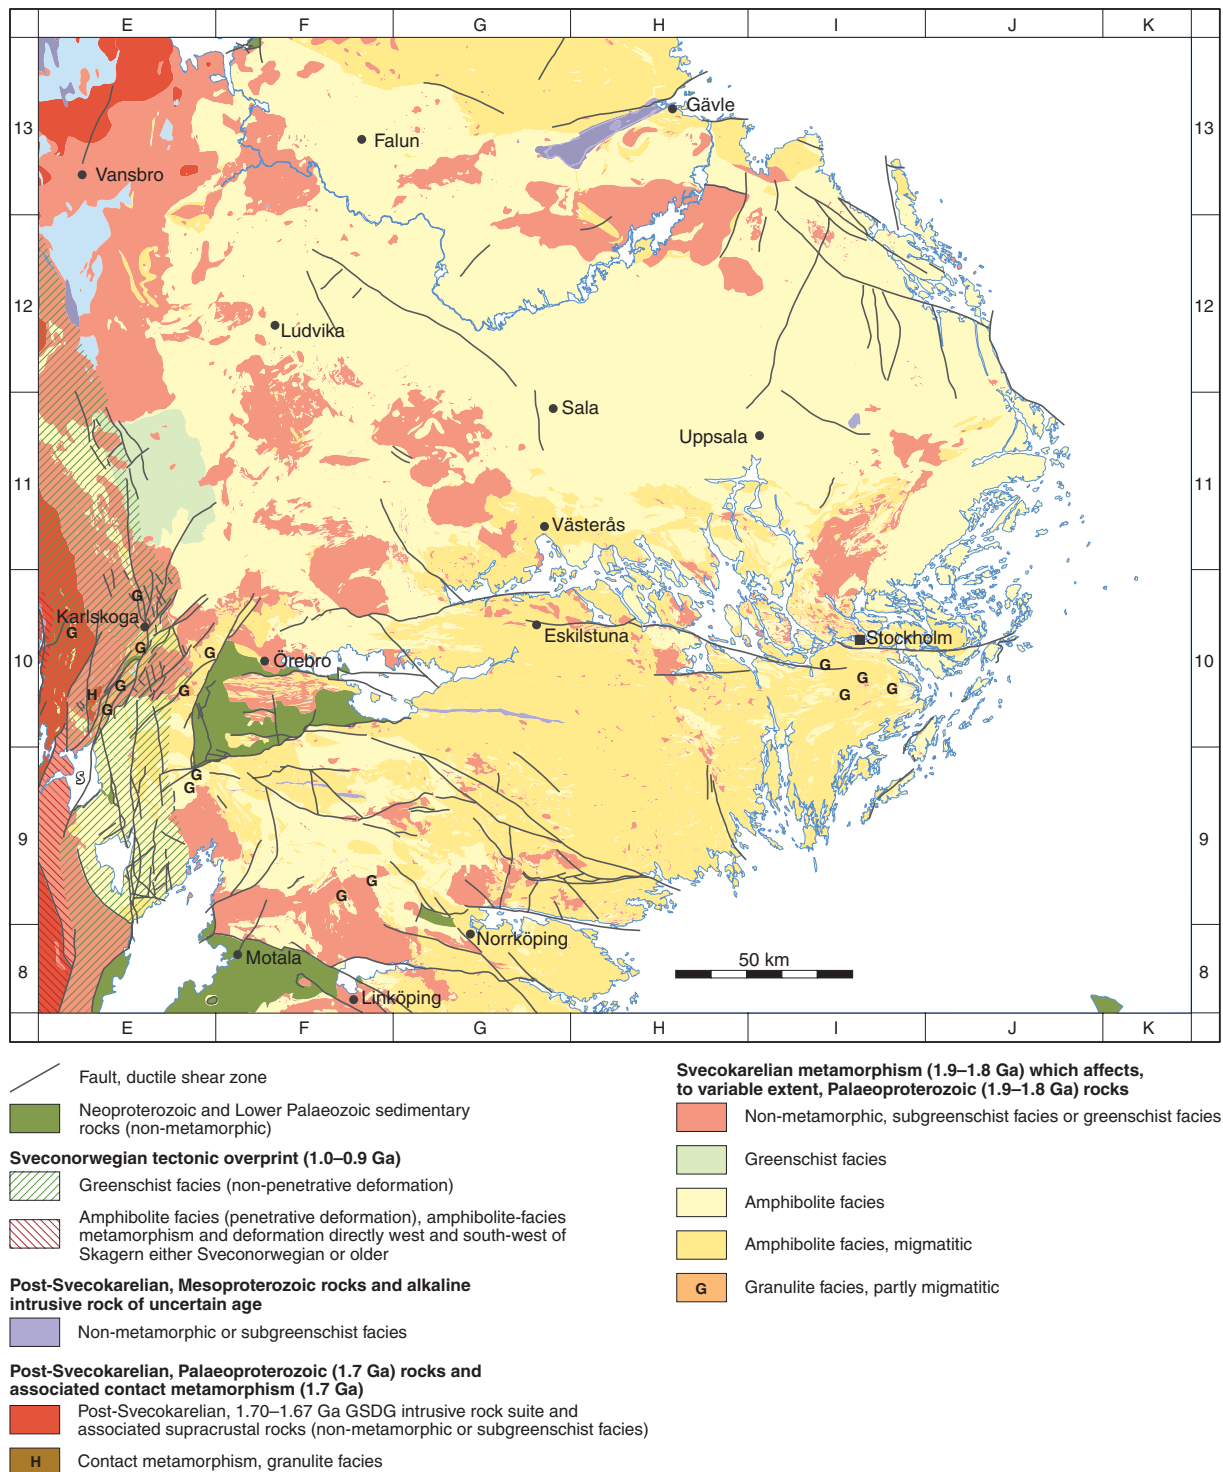 E F G H I J K
13 13
Gävle
Falun
Vansbro
12 12
Ludvika
Sala
Uppsala
11 11
Västerås
G
Karlskoga
G
Eskilstuna
Stockholm
G
G
Örebro
10 10
G
G
G
H
G
G
G
G
G
S
G
G
9 9
G
G
Norrköping
Motala
50 km
8 8
Linköping
E F G H I J K
Fault, ductile shear zone
Neoproterozoic and Lower Palaeozoic sedimentary
rocks (non-metamorphic)
Sveconorwegian tectonic overprint (1.0–0.9 Ga)
Greenschist facies (non-penetrative deformation)
Amphibolite facies (penetrative deformation), amphibolite-facies
metamorphism and deformation directly west and south-west of
Skagern either Sveconorwegian or older
Post-Svecokarelian, Mesoproterozoic rocks and alkaline
intrusive rock of uncertain age
Non-metamorphic or subgreenschist facies
Post-Svecokarelian, Palaeoproterozoic (1.7 Ga) rocks and
associated contact metamorphism (1.7 Ga)
Post-Svecokarelian, 1.70–1.67 Ga GSDG intrusive rock suite and
associated supracrustal rocks (non-metamorphic or subgreenschist facies)
H Contact metamorphism, granulite facies
Svecokarelian metamorphism (1.9–1.8 Ga) which affects,
to variable extent, Palaeoproterozoic (1.9–1.8 Ga) rocks
Non-metamorphic, subgreenschist facies or greenschist facies
Greenschist facies
Amphibolite facies
Amphibolite facies, migmatitic
G Granulite facies, partly migmatitic